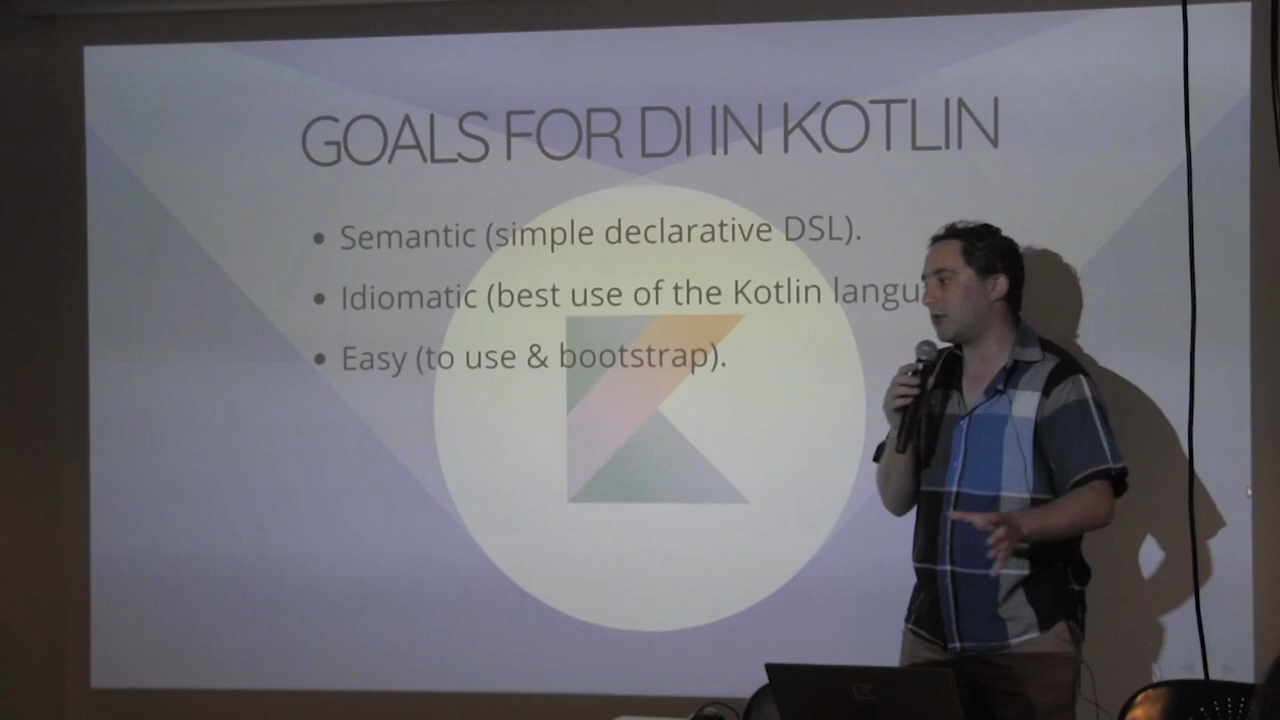 GOALS FOR DI IN KOTLIN
• Semantic (simple declarative DSL).
• Idiomatic (best use of the Kotlin langu
• Easy (to use & bootstrap).